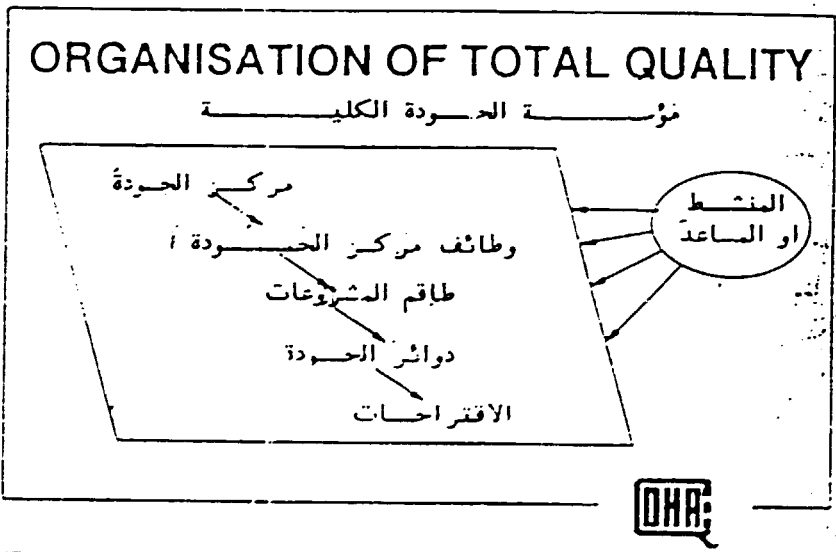 ORGANISATION OF TOTAL QUALITY
مؤسسة الجودة الكلية
مركز الجودة
وظائف مركز الجودة
طاقم المشروعات
دوائر الجودة
الاقتراحات
المنشط
او المساعد